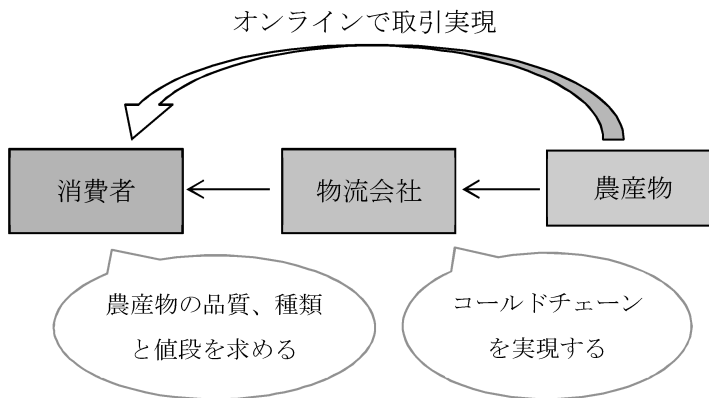 オンラインで取引実現
消費者
物流会社
農産物
農産物の品質、種類
と値段を求める
コールドチェーン
を実現する